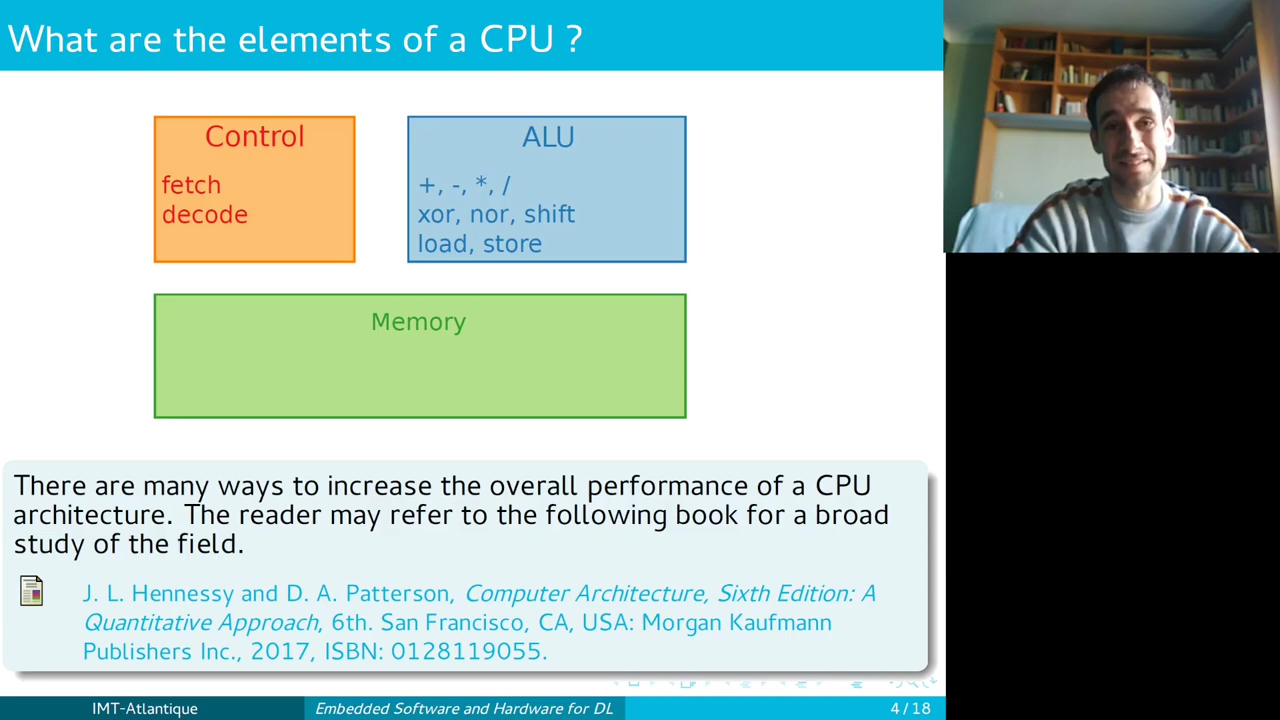 What are the elements of a CPU ?
Control
fetch
decode
ALU
+, -, *, /
xor, nor, shift
load, store
Memory
There are many ways to increase the overall performance of a CPU
architecture. The reader may refer to the following book for a broad
study of the field.
J. L. Hennessy and D. A. Patterson, Computer Architecture, Sixth Edition: A
Quantitative Approach, 6th. San Francisco, CA, USA: Morgan Kaufmann
Publishers Inc., 2017, ISBN: 0128119055.
IMT-Atlantique
Embedded Software and Hardware for DL
4 / 18